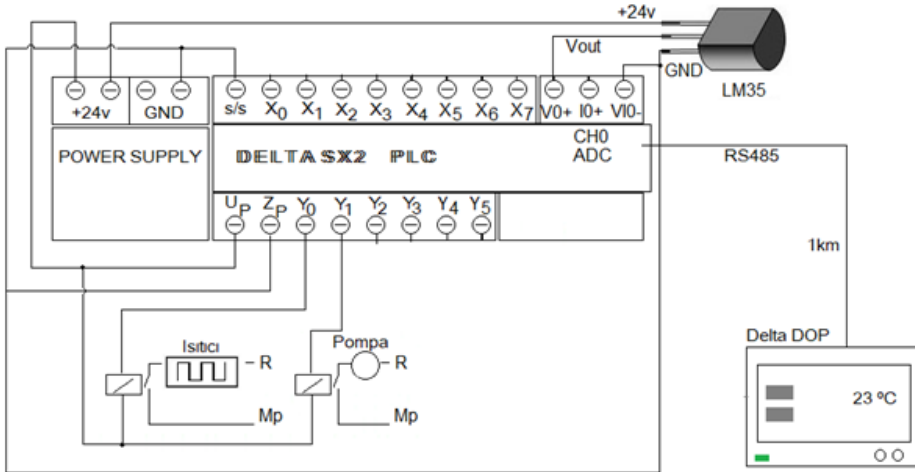 +24v
Vout
GND
LM35
+24v GND
s/s X0 X1 X2 X3 X4 X5 X6 X7 V0+ I0+ VI0-
POWER SUPPLY
DELTA SX2 PLC
CH0
ADC
RS485
UP ZP Y0 Y1 Y2 Y3 Y4 Y5
1km
Isıtıcı
R
Pompa
R
Mp
Mp
Delta DOP
23 ºC